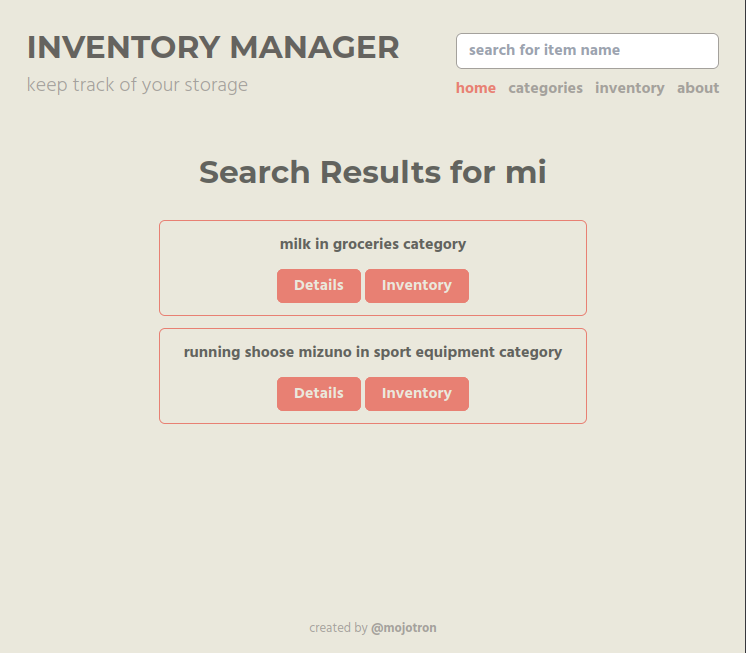 INVENTORY MANAGER
keep track of your storage
search for item name
home categories inventory about
Search Results for mi
milk in groceries category
Details Inventory
running shoose mizuno in sport equipment category
Details Inventory
created by @mojotron